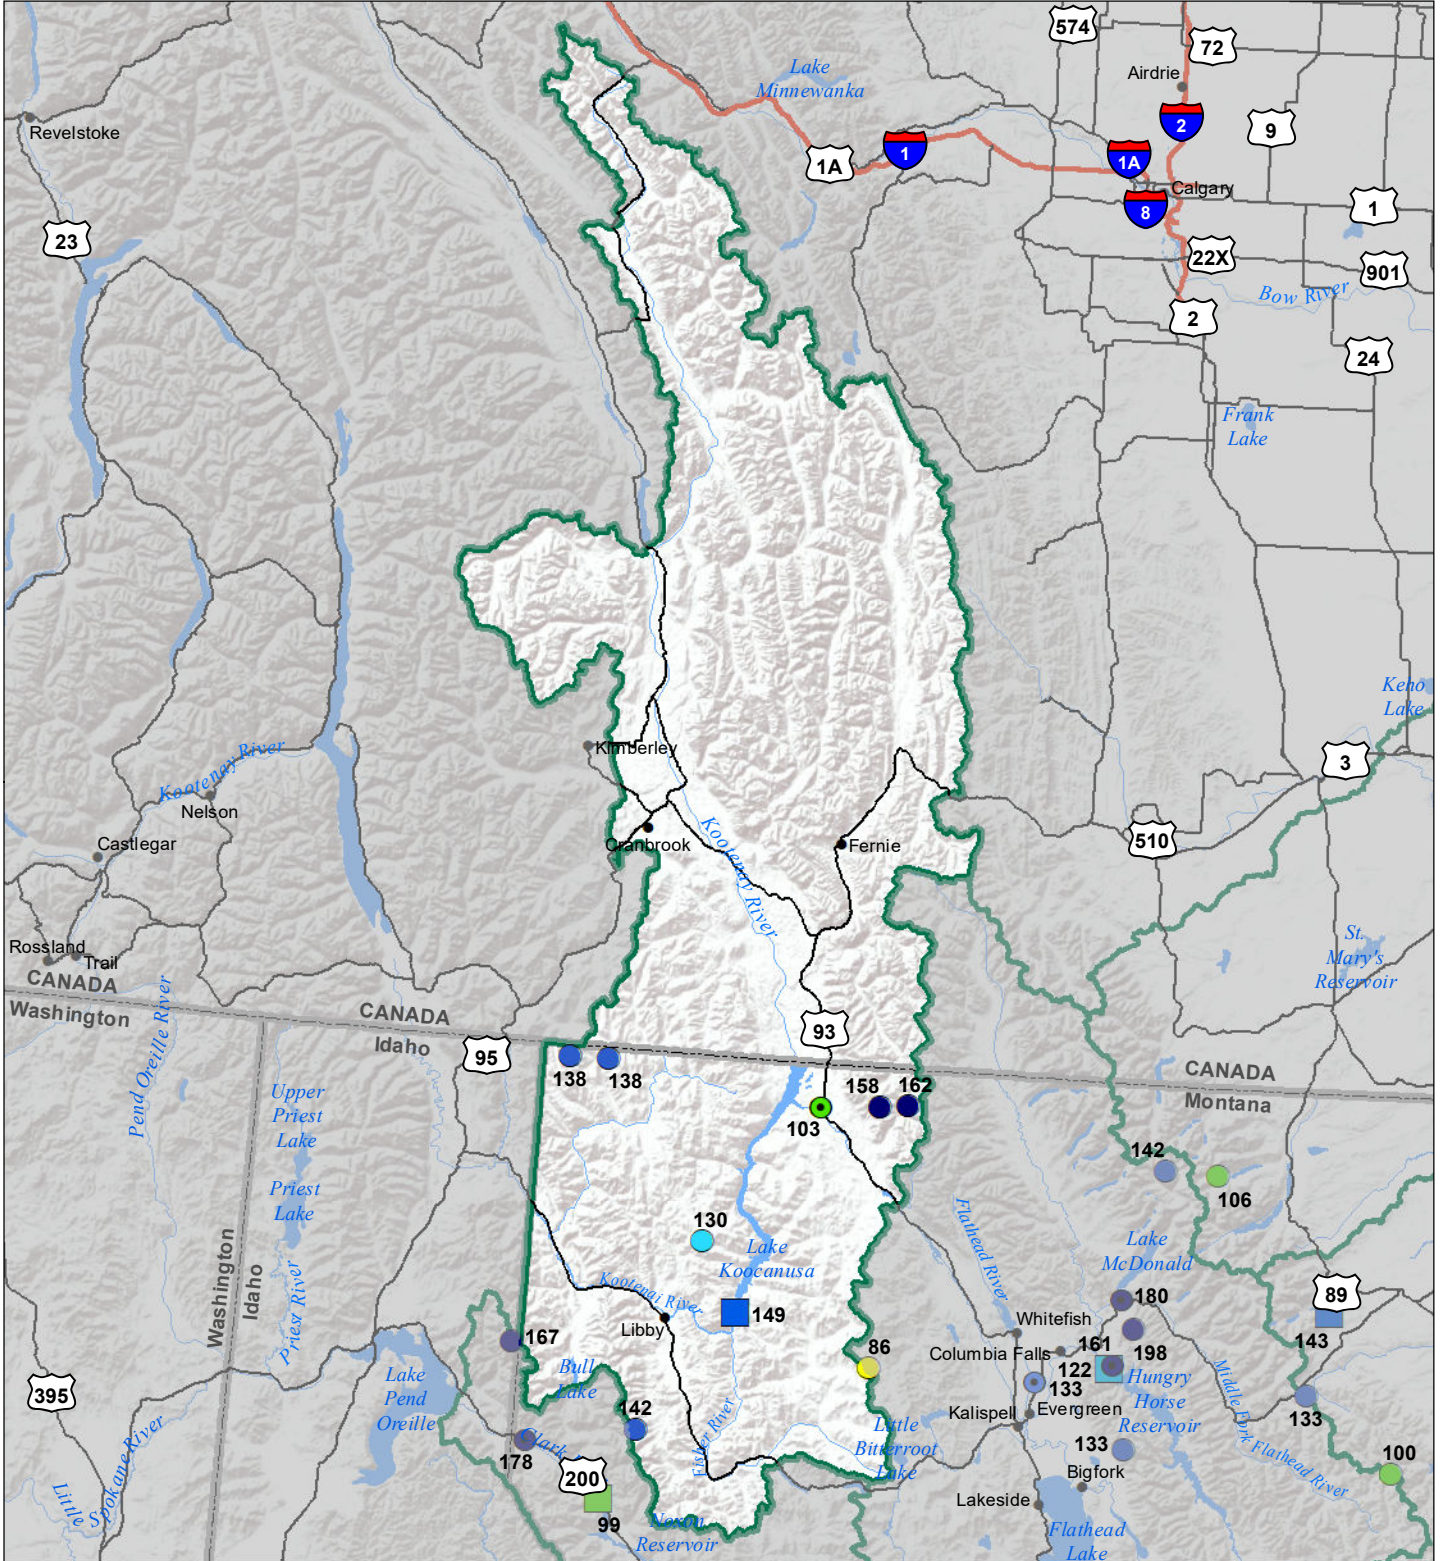 574
72
Airdrie
Lake
Minnewanka
2
9
Revelstoke
1A
1
1A
Calgary
8
1
23
22X
901
Bow River
2
24
Frank
Lake
Keho
Lake
Kimberley
3
Kootenay River
Nelson
Castlegar
Cranbrook
Kootenay River
Fernie
510
Rossland
Trail
St.
Mary's
Reservoir
CANADA
Washington
Pend Oreille River
CANADA
Idaho
95
93
CANADA
Montana
138
138
158
162
103
Upper
Priest
Lake
142
106
Priest
Lake
130
Lake
Koocanusa
Flathead River
Lake
McDonald
Washington
Idaho
Priest River
Kootenai River
149
Libby
180
89
143
Whitefish
Columbia Falls
161
198
122
167
86
Bull
Lake
Hungry
Horse
Reservoir
133
Middle Fork Flathead River
133
395
Lake
Pend
Oreille
142
Kalispell
Evergreen
Fisher River
Little
Bitterroot
Lake
Clark
178
200
99
133
Bigfork
100
Lakeside
Little
Spokane River
Noxon
Reservoir
Flathead
Lake